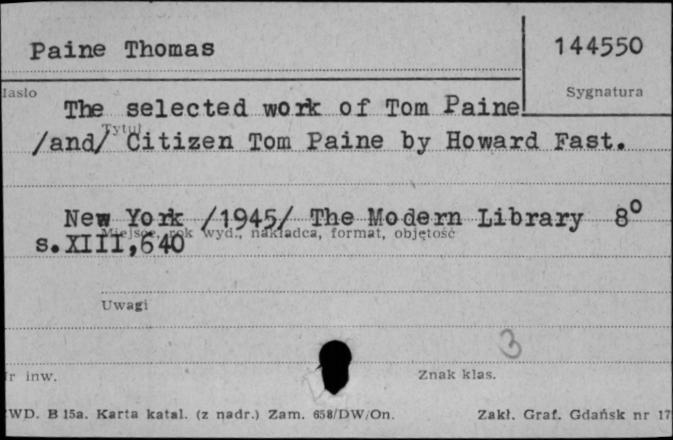 Paine Thomas
144550
Hasło
Sygnatura
The selected work of Tom Paine
Tytuł
/and/ Citizen Tom Paine by Howard Fast.
New York /1945/ The Modern Library 8°
Miejsce, rok wyd., nakładca, format, objętość
s.XIII,640
Uwagi
3
r inw.
Znak klas.
WD. B 15a. Karta katal. (z nadr.) Zam. 658/DW/On.
Zakł. Graf. Gdańsk nr 17